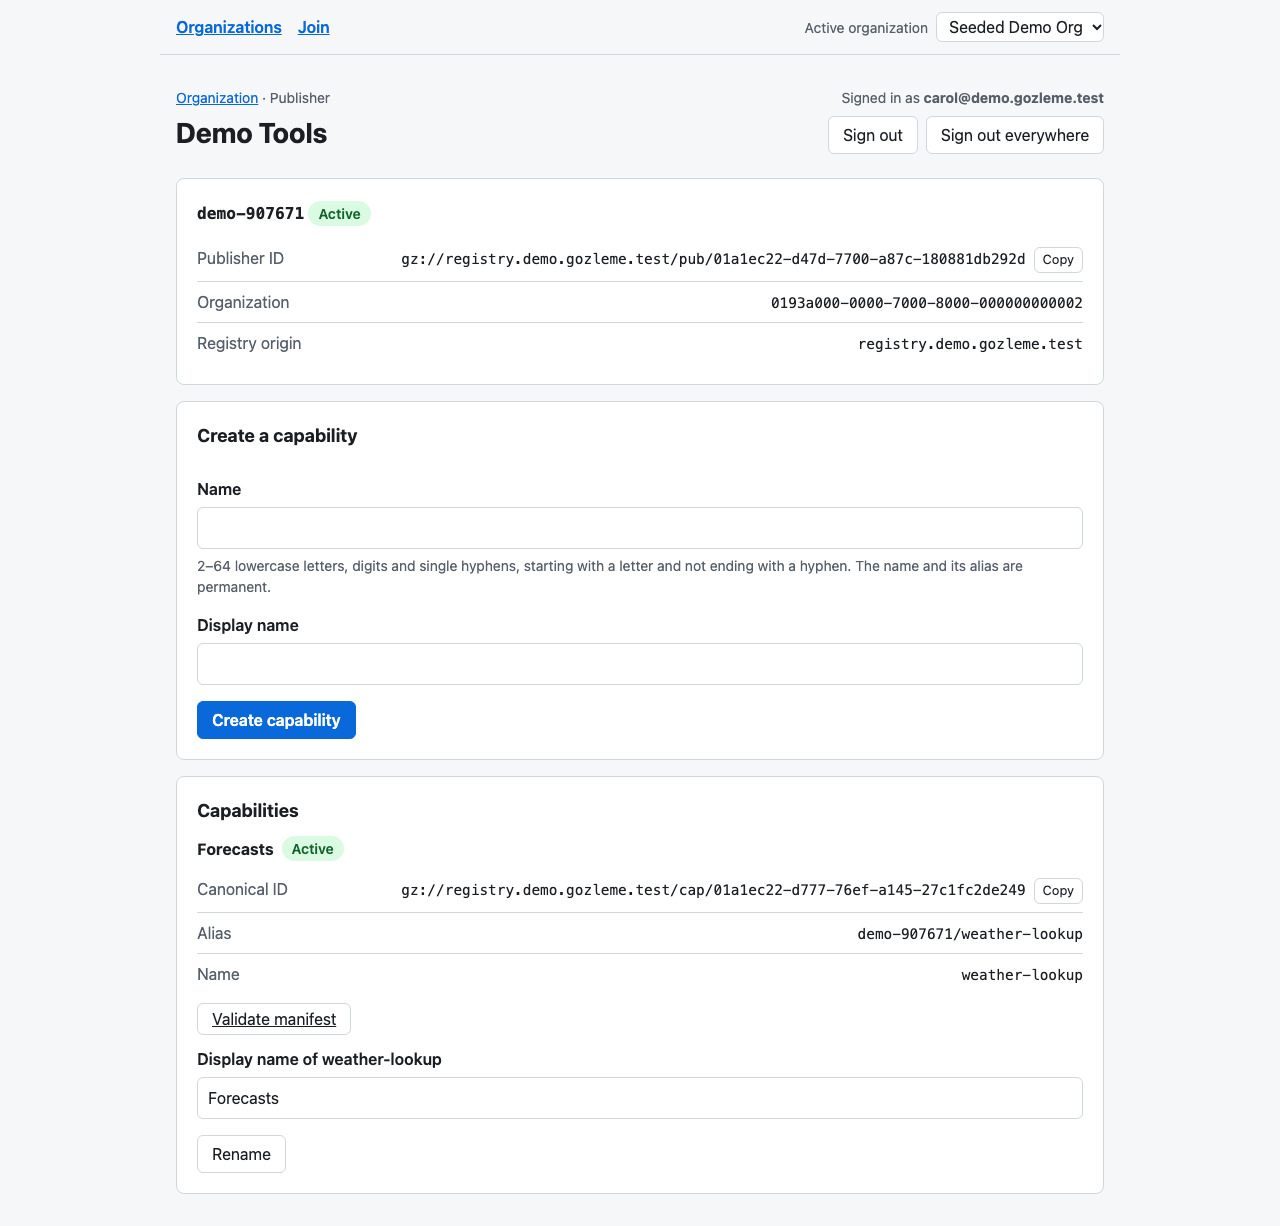 Organizations Join Active organization Seeded Demo Org
Organization · Publisher
Signed in as carol@demo.gozleme.test
Demo Tools
Sign out Sign out everywhere
demo-907671 Active
Publisher ID gz://registry.demo.gozleme.test/pub/01a1ec22-d47d-7700-a87c-180881db292d Copy
Organization 0193a000-0000-7000-8000-000000000002
Registry origin registry.demo.gozleme.test
Create a capability
Name
2–64 lowercase letters, digits and single hyphens, starting with a letter and not ending with a hyphen. The name and its alias are
permanent.
Display name
Create capability
Capabilities
Forecasts Active
Canonical ID gz://registry.demo.gozleme.test/cap/01a1ec22-d777-76ef-a145-27c1fc2de249 Copy
Alias demo-907671/weather-lookup
Name weather-lookup
Validate manifest
Display name of weather-lookup
Forecasts
Rename